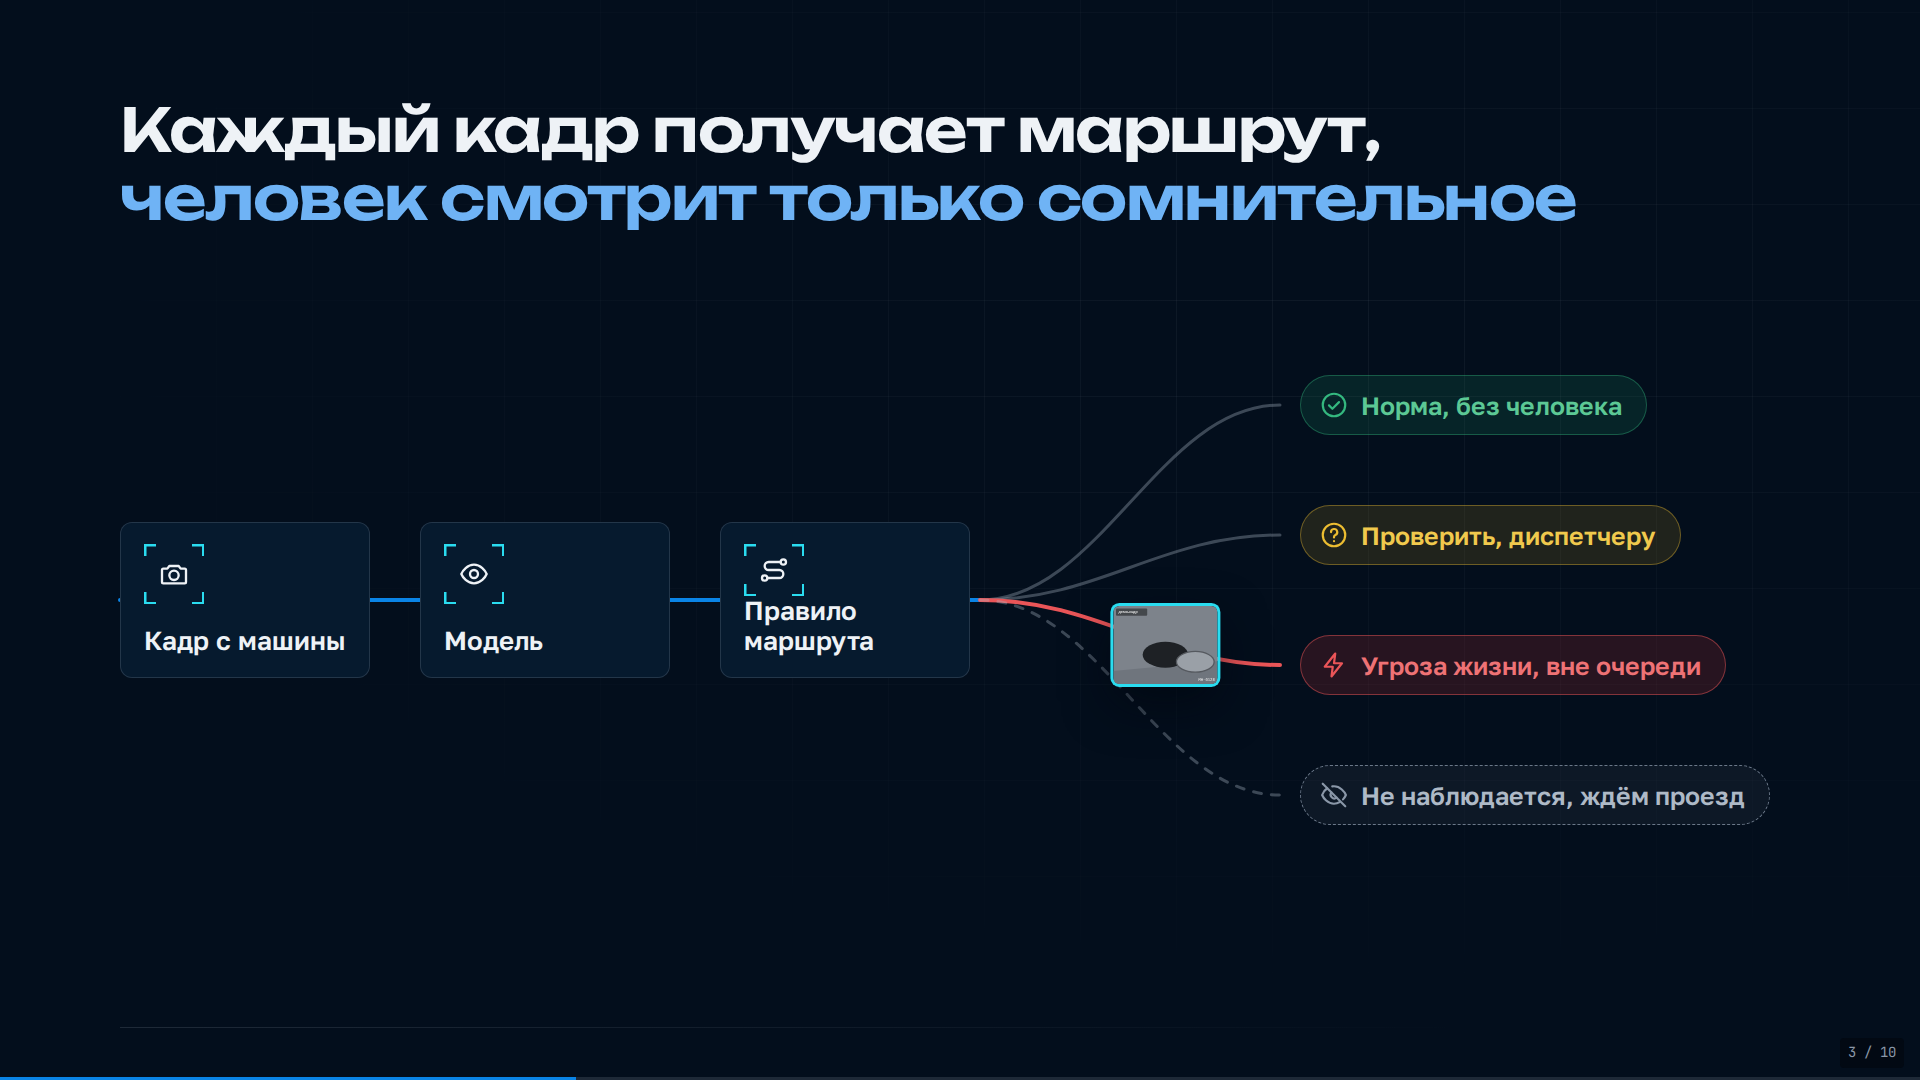 Каждый кадр получает маршрут,
человек смотрит только сомнительное
Кадр с машины
Модель
Правило
маршрута
Норма, без человека
Проверить, диспетчеру
Угроза жизни, вне очереди
Не наблюдается, ждём проезд
3 / 10